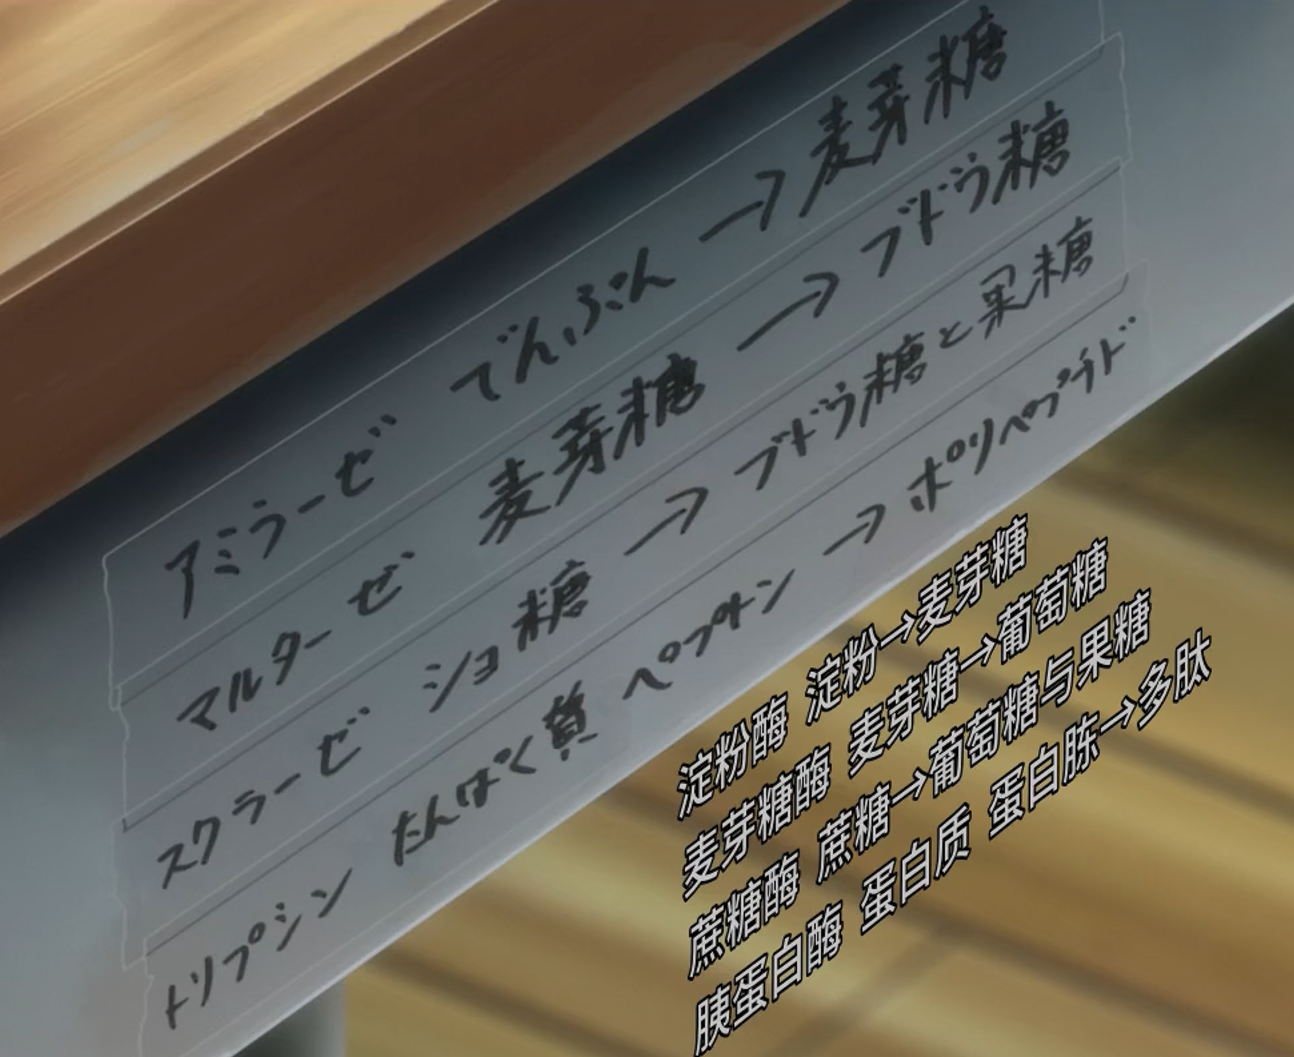 アミラーゼ でんぷん→麦芽糖
マルターゼ 麦芽糖→ブドウ糖
スクラーゼ ショ糖→ブドウ糖と果糖
トリプシン たんぱく質 ペプトン→ポリペプチド
淀粉酶 淀粉→麦芽糖
麦芽糖酶 麦芽糖→葡萄糖
蔗糖酶 蔗糖→葡萄糖与果糖
胰蛋白酶 蛋白质 蛋白胨→多肽